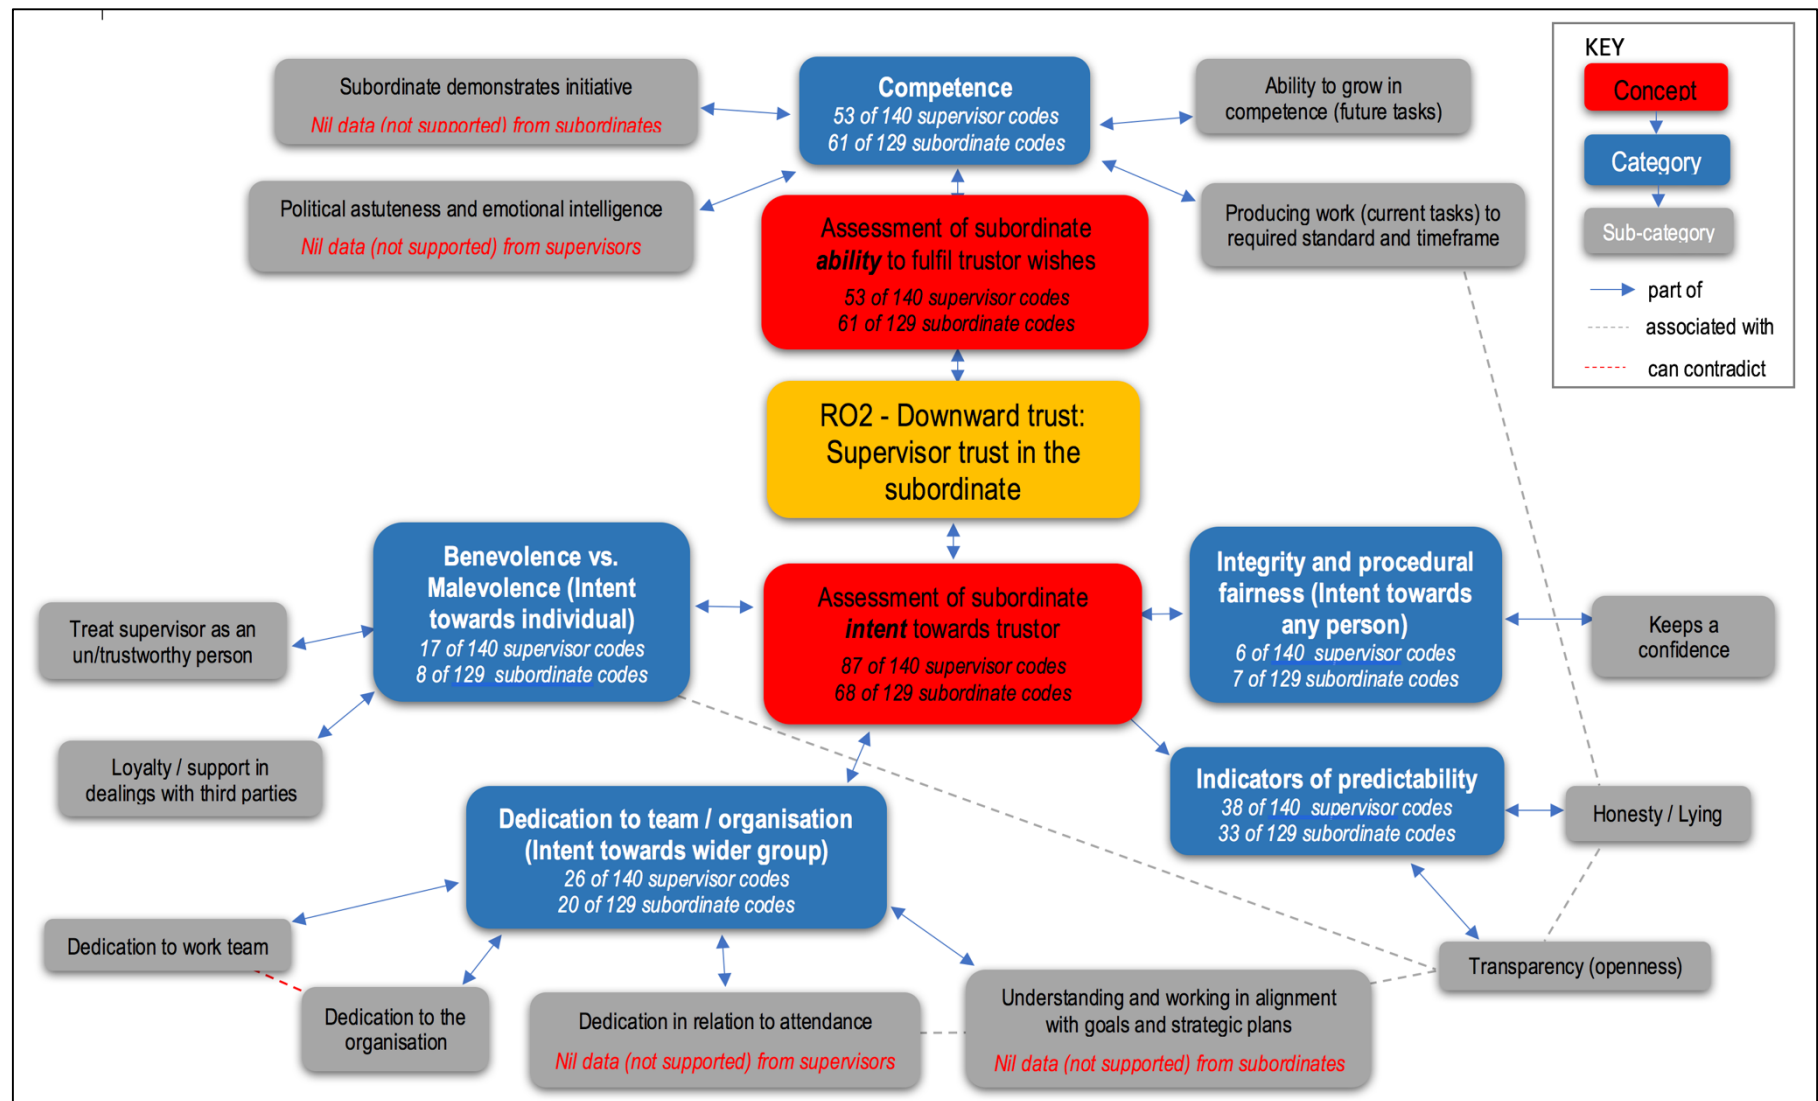 Subordinate demonstrates initiative
Nil data (not supported) from subordinates
Competence
53 of 140 supervisor codes
61 of 129 subordinate codes
Ability to grow in
competence (future tasks)
KEY
Concept
Category
Sub-category
part of
associated with
can contradict
Political astuteness and emotional intelligence
Nil data (not supported) from supervisors
Assessment of subordinate
ability to fulfil trustor wishes
53 of 140 supervisor codes
61 of 129 subordinate codes
Producing work (current tasks) to
required standard and timeframe
RO2 - Downward trust:
Supervisor trust in the
subordinate
Benevolence vs.
Malevolence (Intent
towards individual)
17 of 140 supervisor codes
8 of 129 subordinate codes
Assessment of subordinate
intent towards trustor
87 of 140 supervisor codes
68 of 129 subordinate codes
Integrity and procedural
fairness (Intent towards
any person)
6 of 140 supervisor codes
7 of 129 subordinate codes
Treat supervisor as an
un/trustworthy person
Keeps a
confidence
Loyalty / support in
dealings with third parties
Indicators of predictability
38 of 140 supervisor codes
33 of 129 subordinate codes
Honesty / Lying
Dedication to team / organisation
(Intent towards wider group)
26 of 140 supervisor codes
20 of 129 subordinate codes
Dedication to work team
Transparency (openness)
Dedication to the
organisation
Dedication in relation to attendance
Nil data (not supported) from supervisors
Understanding and working in alignment
with goals and strategic plans
Nil data (not supported) from subordinates